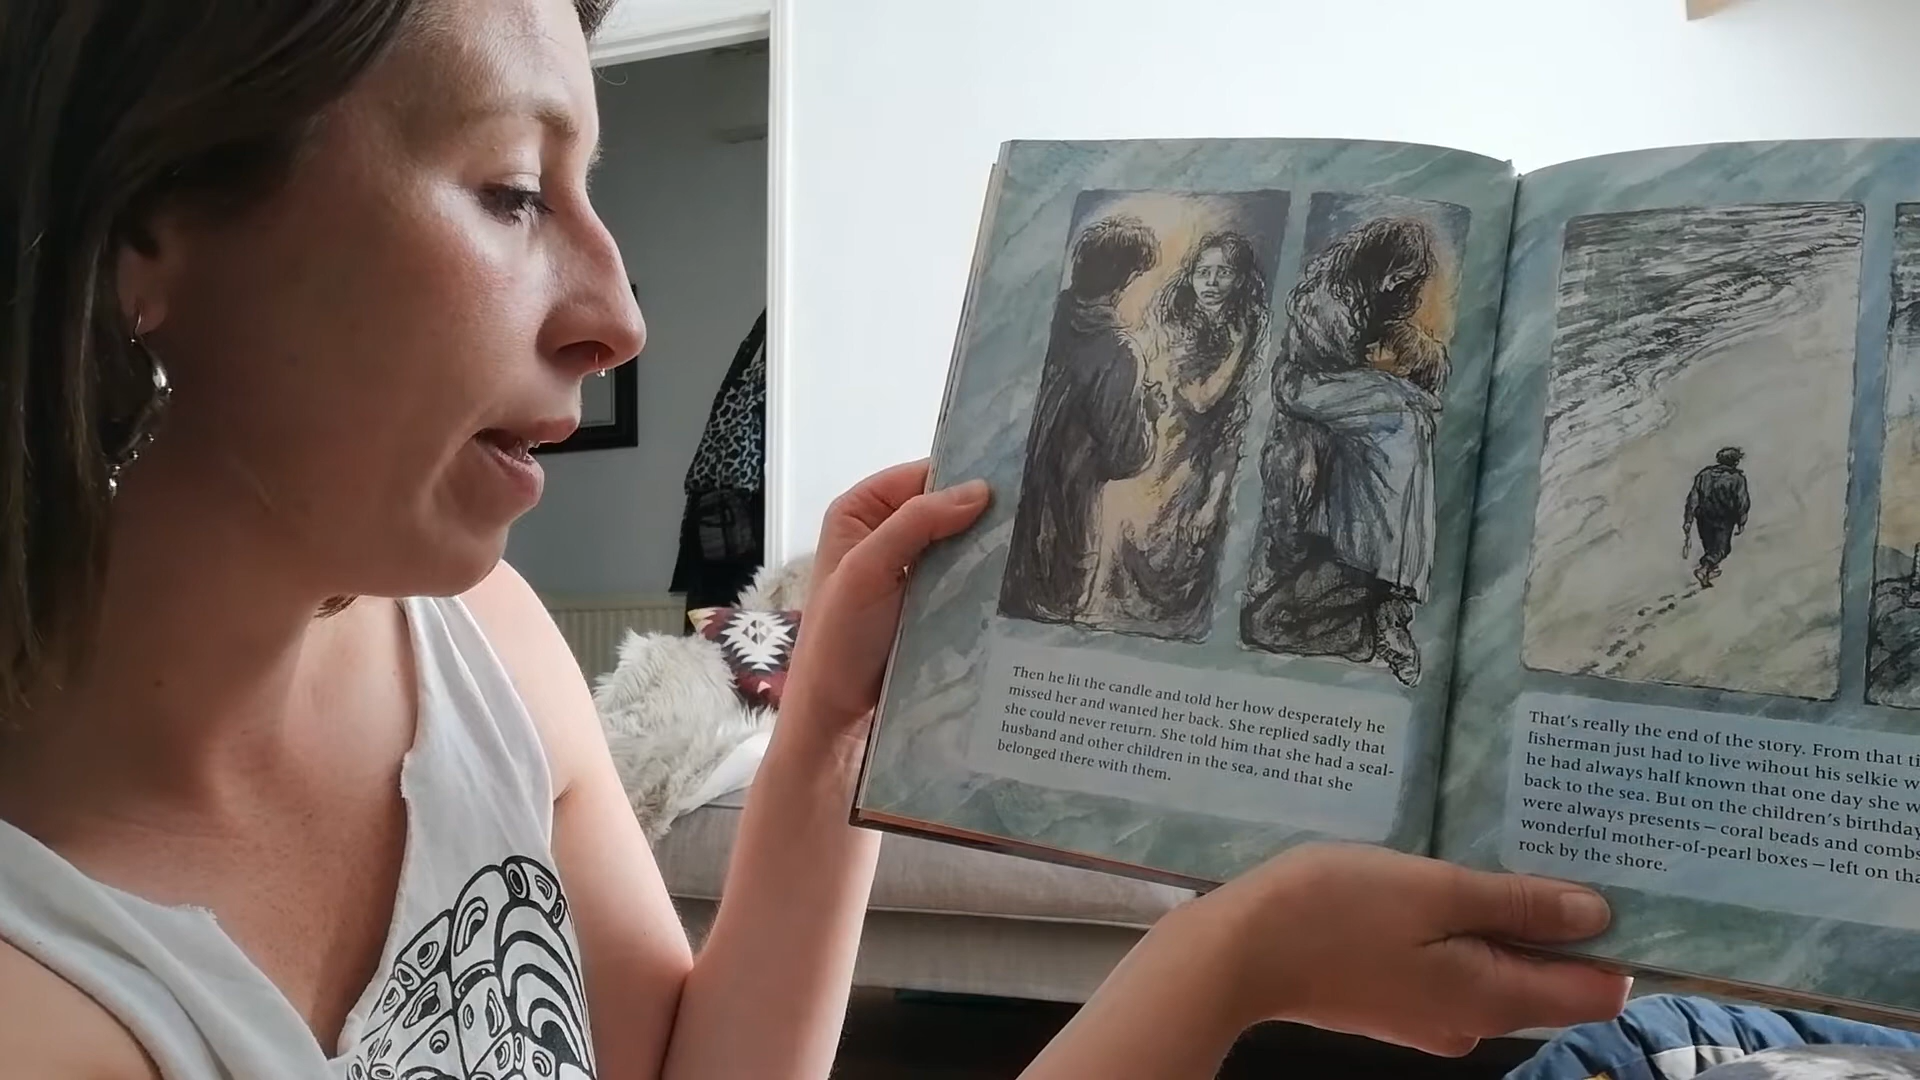 Then he lit the candle and told her how desperately he
missed her and wanted her back. She replied sadly that
she could never return. She told him that she had a seal-
husband and other children in the sea, and that she
belonged there with them.
That's really the end of the story. From that
fisherman just had to live wihout his selkie
he had always half known that one day she
back to the sea. But on the children's
were always presents – coral beads and combs
wonderful mother-of-pearl boxes – left on
rock by the shore.